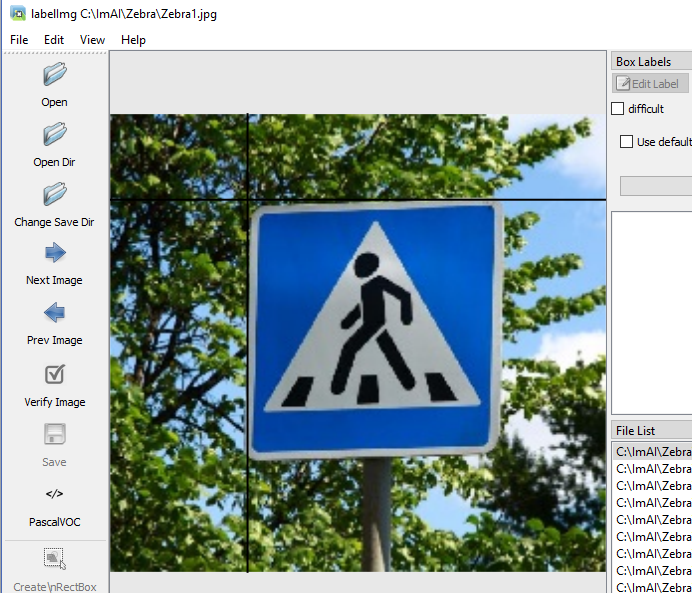 labelImg C:\ImAI\Zebra\Zebra1.jpg
File Edit View Help
Open
Open Dir
Change Save Dir
Next Image
Prev Image
Verify Image
Save
</>
PascalVOC
Create\nRectBox
Box Labels
Edit Label
difficult
Use default
File List
C:\ImAI\Zebra
C:\ImAI\Zebra
C:\ImAI\Zebra
C:\ImAI\Zebra
C:\ImAI\Zebra
C:\ImAI\Zebra
C:\ImAI\Zebra
C:\ImAI\Zebra
C:\ImAI\Zebra